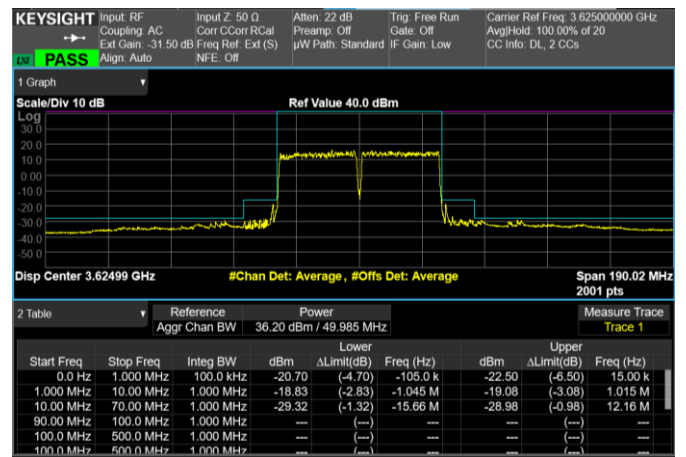 KEYSIGHT Input: RF Input Z: 50 Ω Atten: 22 dB Trig: Free Run Carrier Ref Freq: 3.625000000 GHz
Coupling: AC Corr CCorr RCal Preamp: Off Gate: Off Avg|Hold: 100.00% of 20
Ext Gain: -31.50 dB Freq Ref: Ext (S) µW Path: Standard IF Gain: Low CC Info: DL, 2 CCs
LXI PASS Align: Auto NFE: Off
1 Graph
Scale/Div 10 dB Ref Value 40.0 dBm
Log
30.0
20.0
10.0
0.00
-10.0
-20.0
-30.0
-40.0
-50.0
Disp Center 3.62499 GHz #Chan Det: Average, #Offs Det: Average Span 190.02 MHz
2001 pts
2 Table Reference Power Measure Trace
Aggr Chan BW 36.20 dBm / 49.985 MHz Trace 1
Lower Upper
Start Freq Stop Freq Integ BW dBm ΔLimit(dB) Freq (Hz) dBm ΔLimit(dB) Freq (Hz)
0.0 Hz 1.000 MHz 100.0 kHz -20.70 (-4.70) -105.0 k -22.50 (-6.50) 15.00 k
1.000 MHz 10.00 MHz 1.000 MHz -18.83 (-2.83) -1.045 M -19.08 (-3.08) 1.015 M
10.00 MHz 70.00 MHz 1.000 MHz -29.32 (-1.32) -15.66 M -28.98 (-0.98) 12.16 M
90.00 MHz 100.0 MHz 1.000 MHz --- (---) --- (---)
100.0 MHz 500.0 MHz 1.000 MHz --- (---) --- (---)
100.0 MHz 500.0 MHz 1.000 MHz --- (---) --- (---)